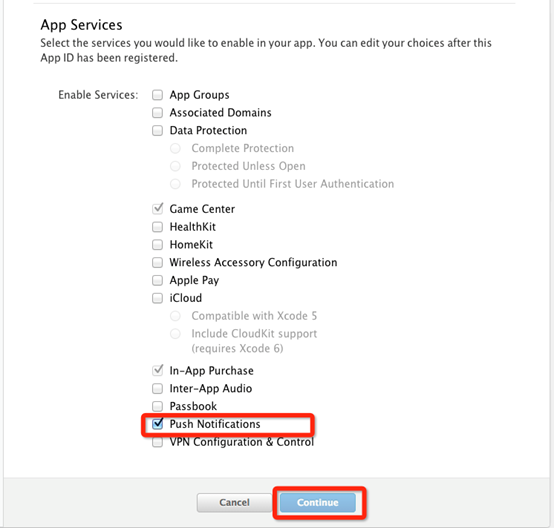 App Services
Select the services you would like to enable in your app. You can edit your choices after this
App ID has been registered.
Enable Services:
App Groups
Associated Domains
Data Protection
Complete Protection
Protected Unless Open
Protected Until First User Authentication
Game Center
HealthKit
HomeKit
Wireless Accessory Configuration
Apple Pay
iCloud
Compatible with Xcode 5
Include CloudKit support
(requires Xcode 6)
In-App Purchase
Inter-App Audio
Passbook
Push Notifications
VPN Configuration & Control
Cancel
Continue